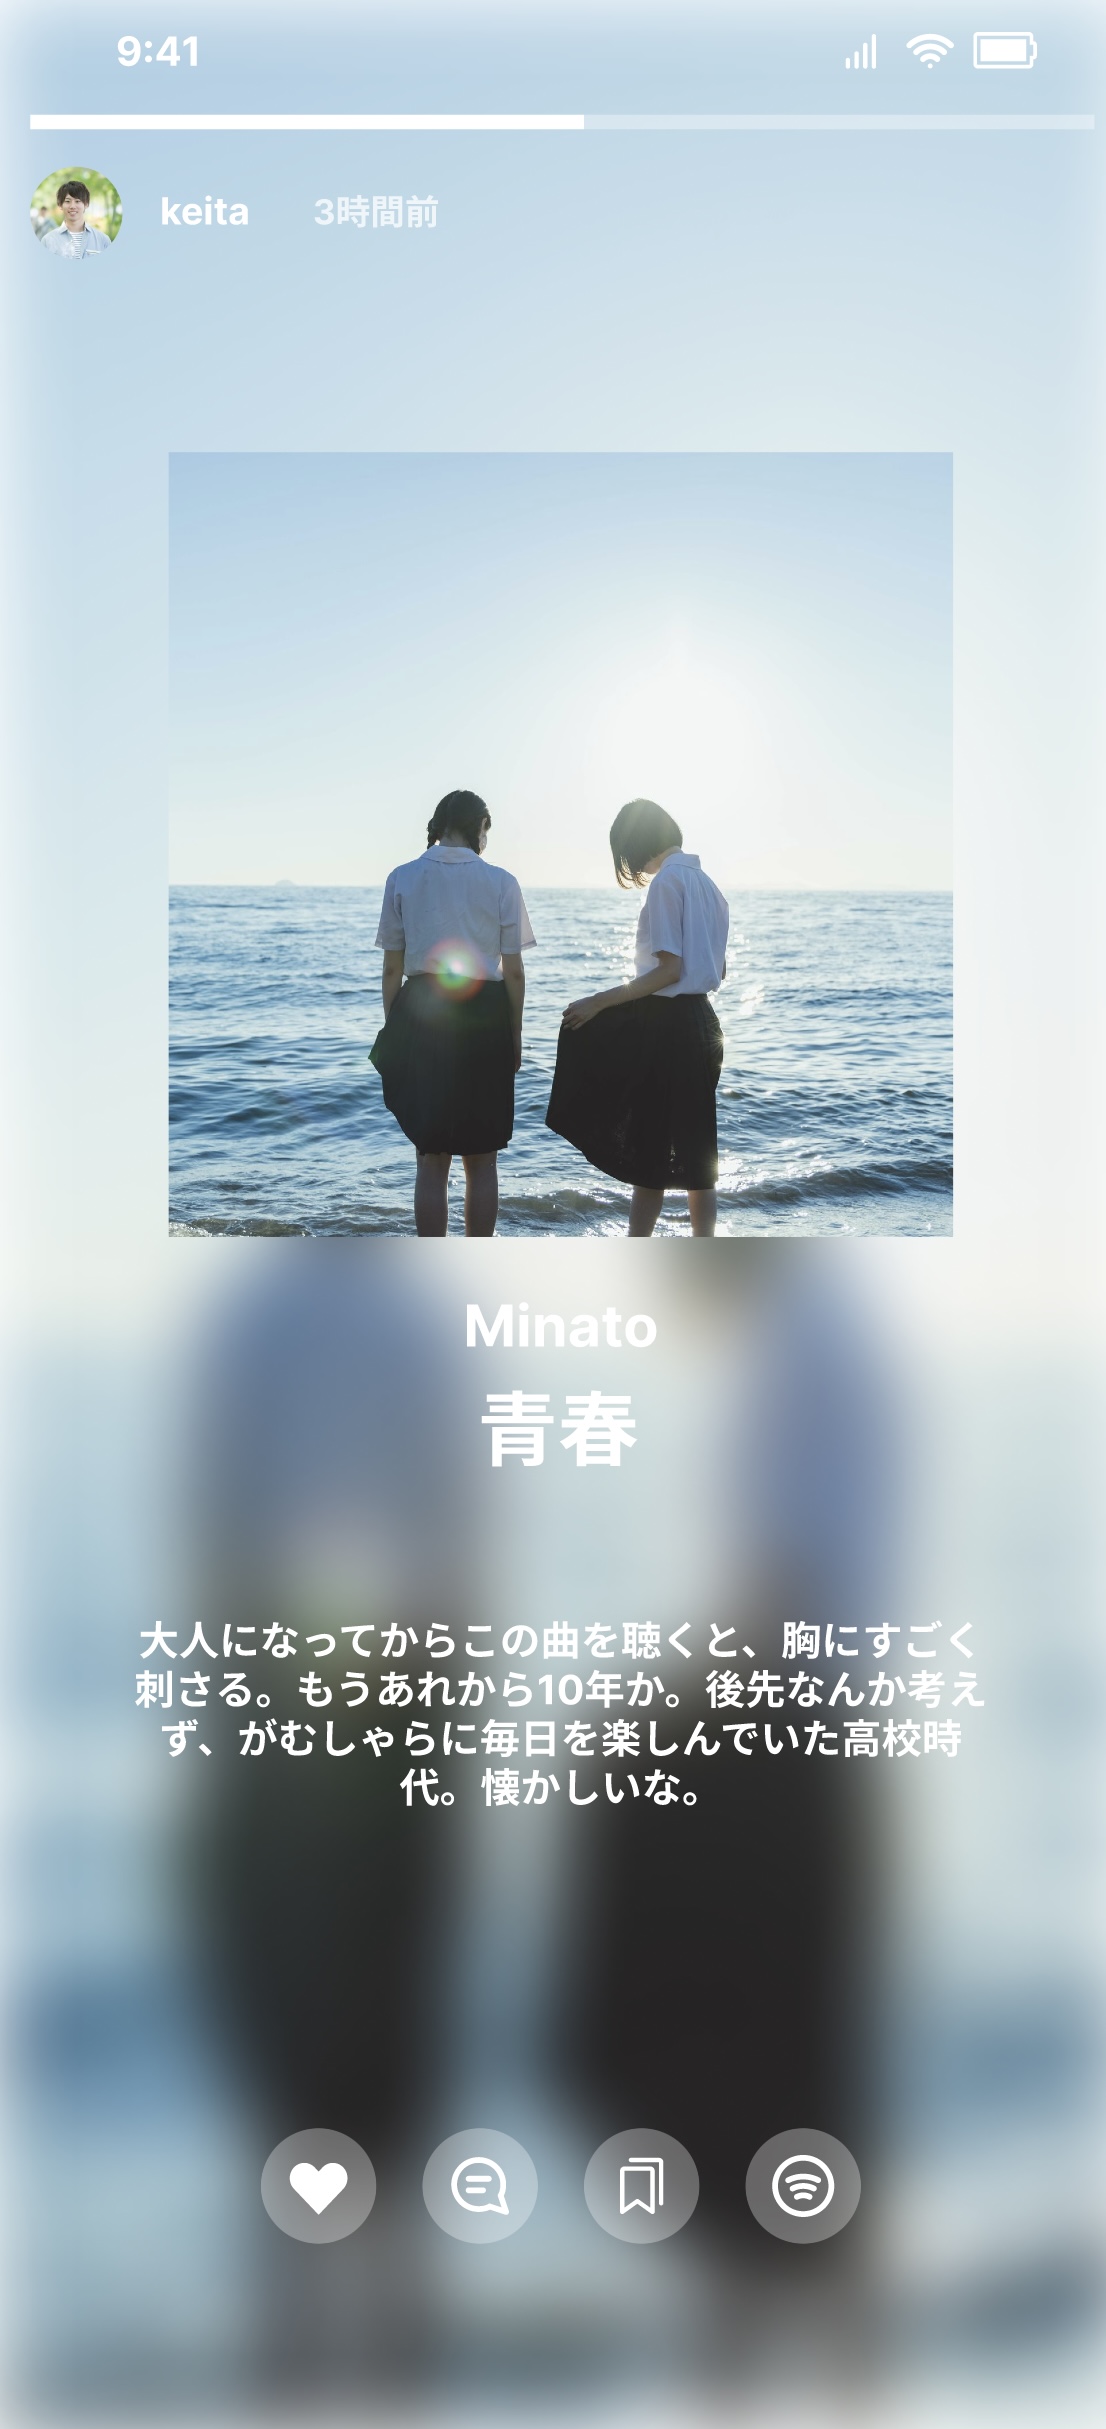 9:41
keita 3時間前
Minato
青春
大人になってからこの曲を聴くと、胸にすごく
刺さる。もうあれから10年か。後先なんか考え
ず、がむしゃらに毎日を楽しんでいた高校時
代。懐かしいな。